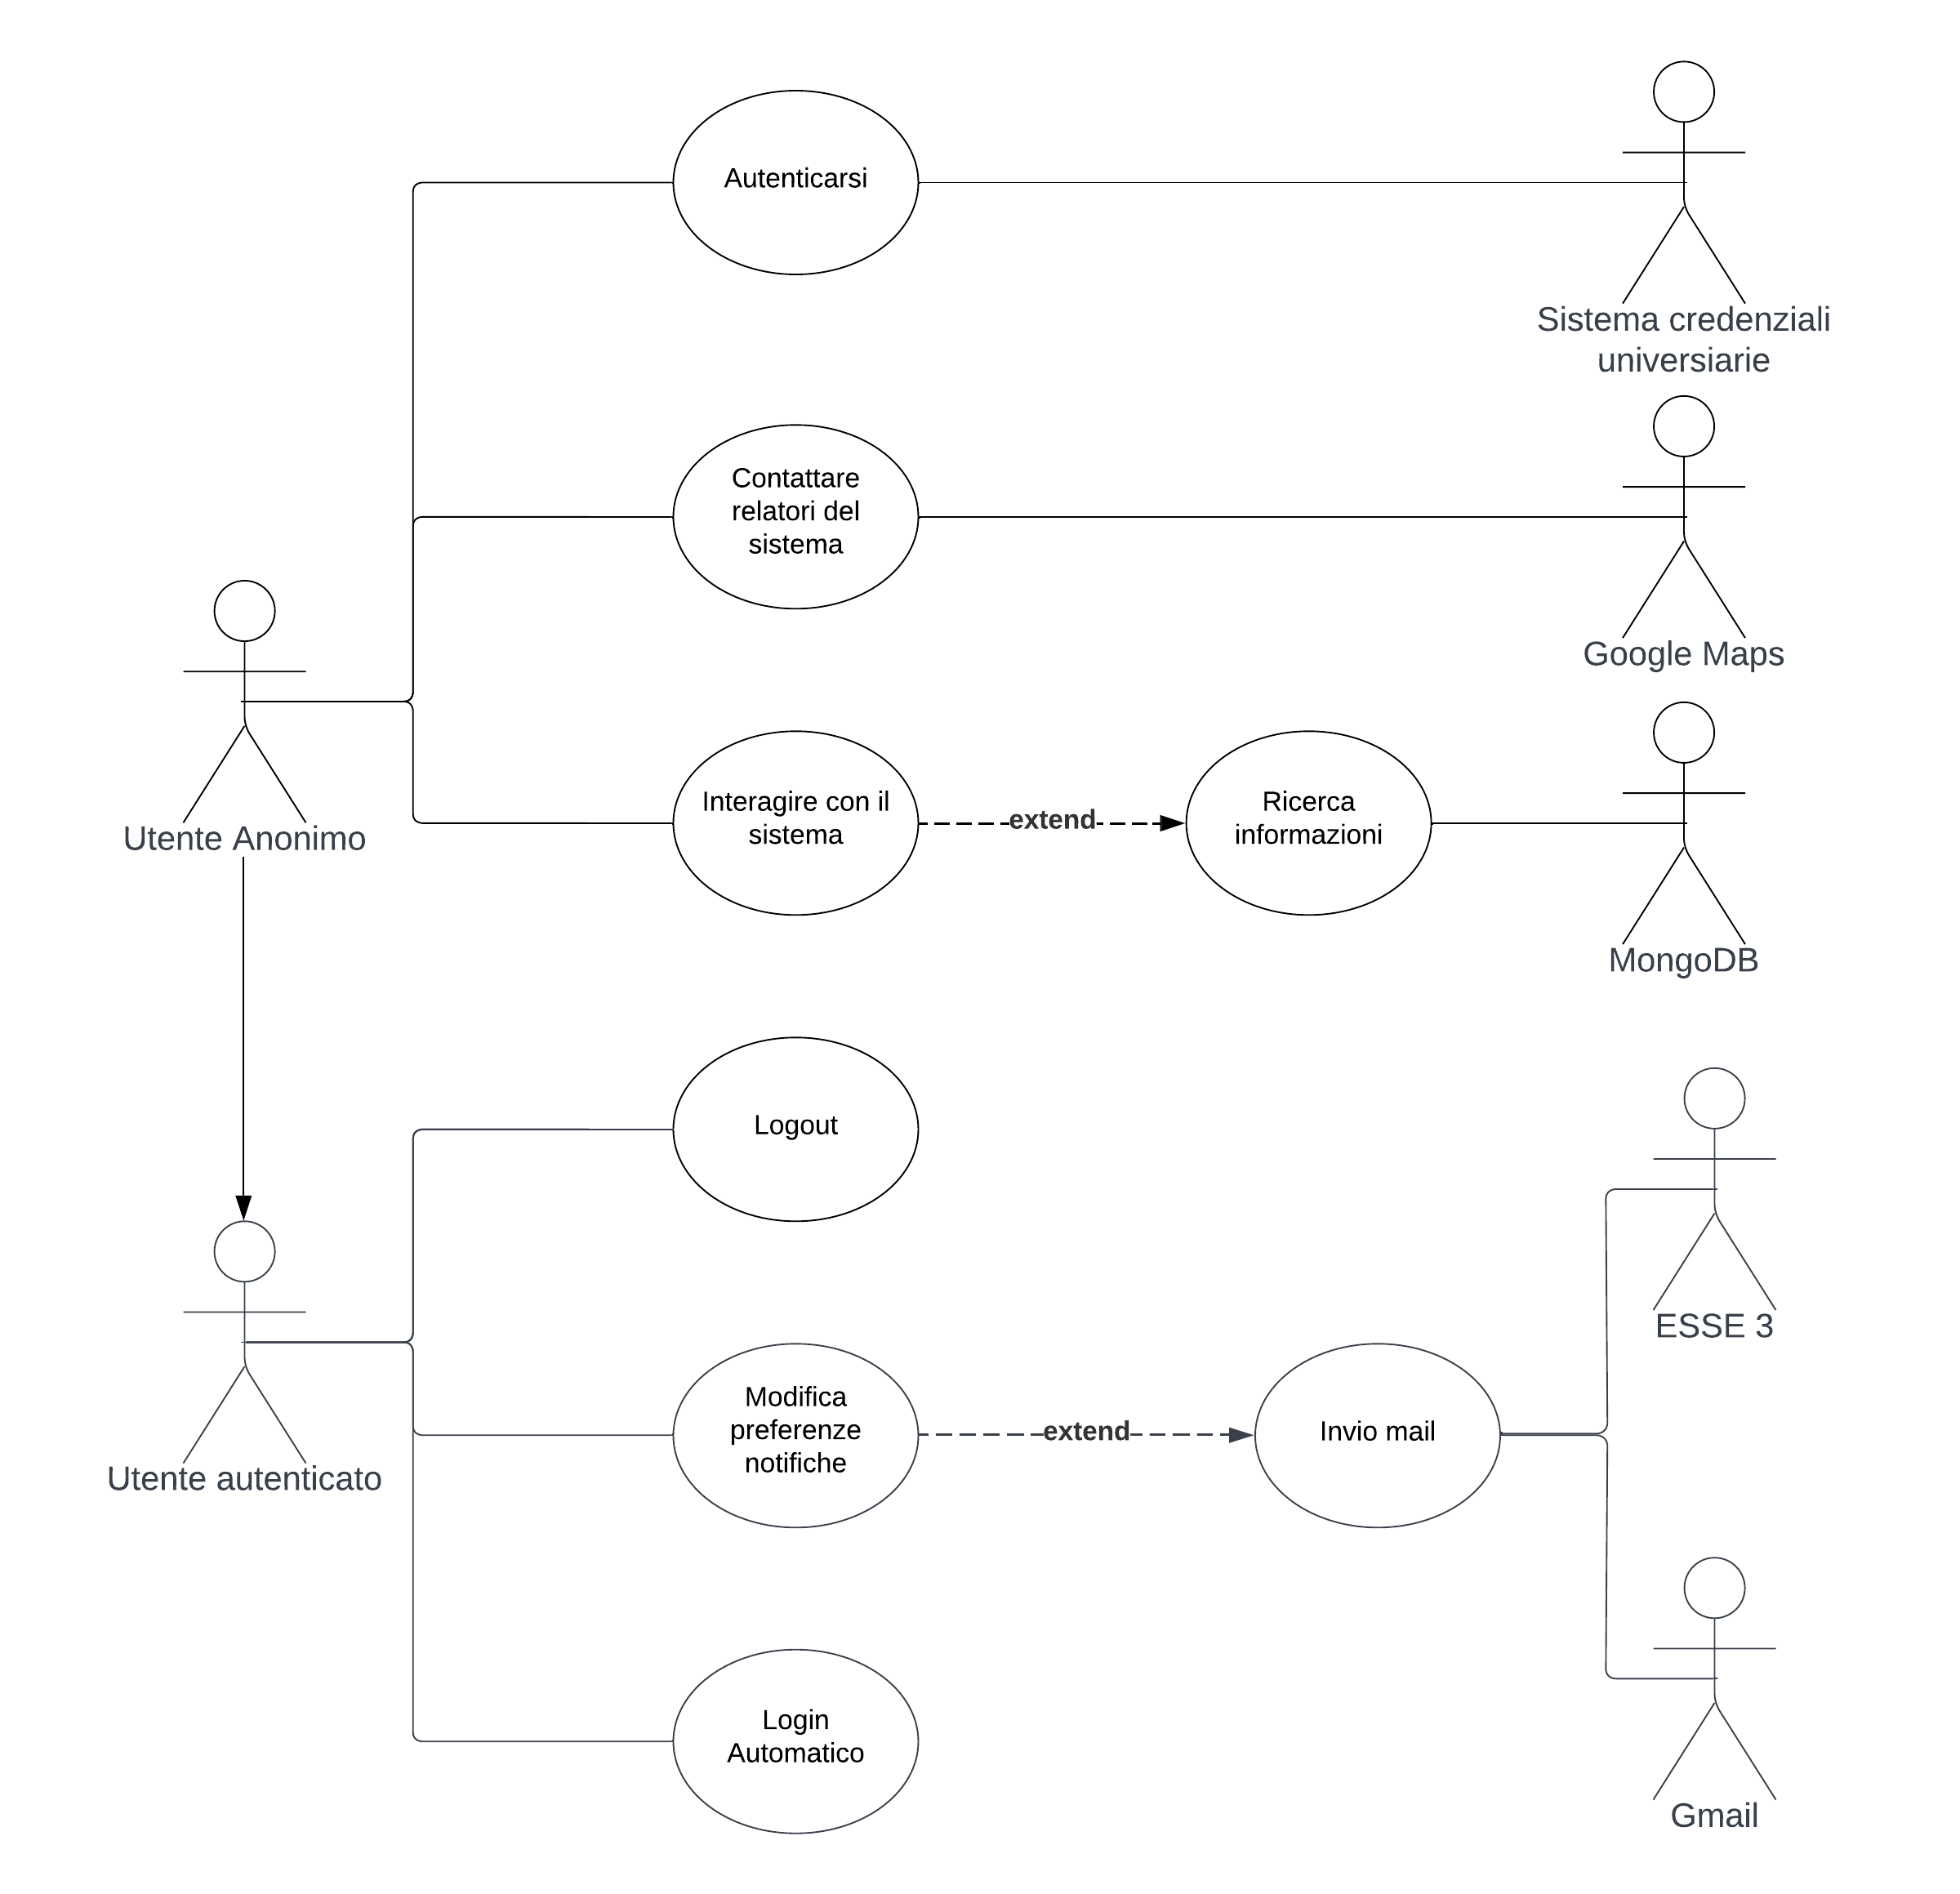 Autenticarsi
Sistema credenziali
universiarie
Contattare
relatori del
sistema
Google Maps
Utente Anonimo
Interagire con il
sistema
extend
Ricerca
informazioni
MongoDB
Logout
ESSE 3
Utente autenticato
Modifica
preferenze
notifiche
extend
Invio mail
Login
Automatico
Gmail